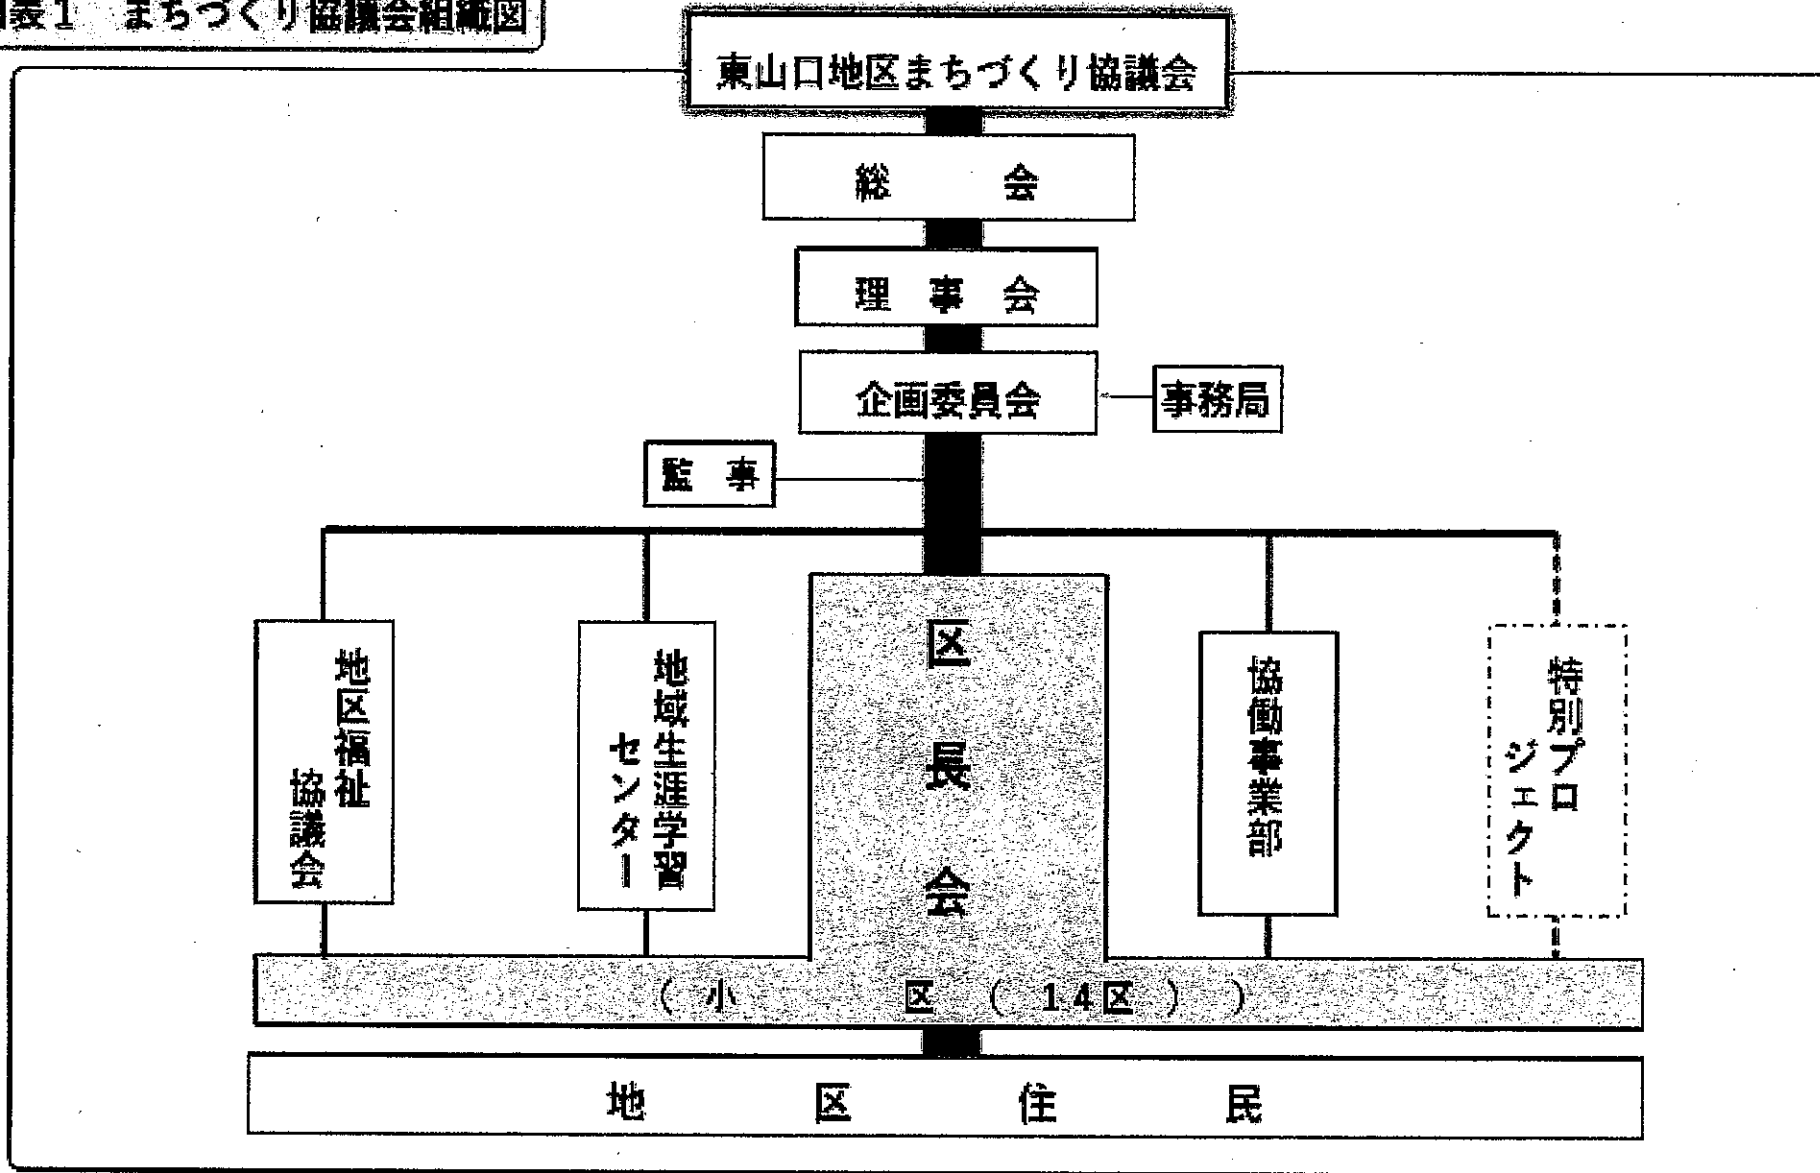 表1 まちづくり協議会組織図
東山口地区まちづくり協議会
総 会
理 事 会
企画委員会
事務局
監 事
地区福祉
協議会
地域生涯学習
センター
区長会
協働事業部
特別プロ
ジェクト
( 小 区 ( 14区 ) )
地 区 住 民